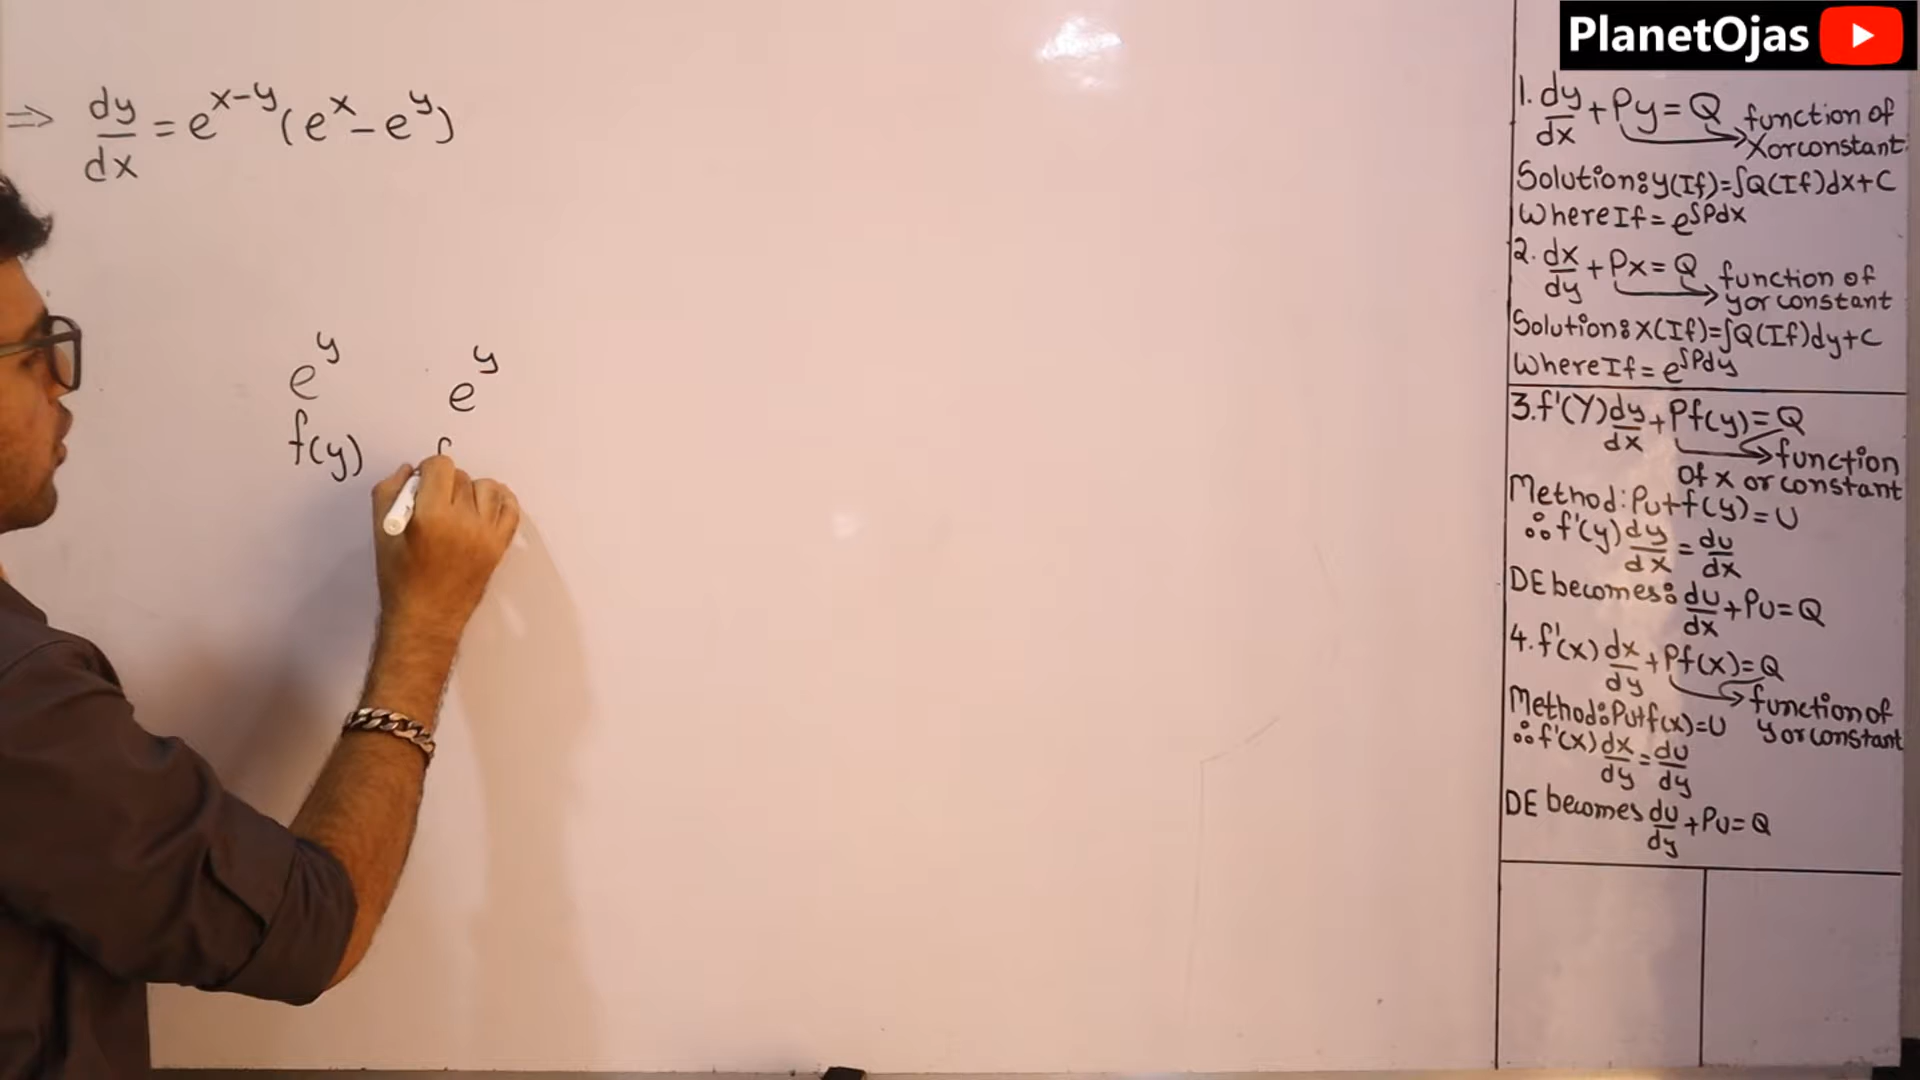 PlanetOjas
⇒ dy/dx = e^(x-y) (e^x - e^y)
e^y e^y
f(y) f
1. dy/dx + Py = Q function of
X or constant
Solution: y(If) = ∫Q(If)dx + C
Where If = e^∫Pdx
2. dx/dy + Px = Q function of
y or constant
Solution: X(If) = ∫Q(If)dy + C
Where If = e^∫Pdy
3. f'(Y) dy/dx + Pf(y) = Q
function
of x or constant
Method: Put f(y) = U
∴ f'(y) dy/dx = du/dx
DE becomes: du/dx + PU = Q
4. f'(x) dx/dy + Pf(x) = Q
function of
y or constant
Method: Put f(x) = U
∴ f'(x) dx/dy = du/dy
DE becomes du/dy + PU = Q